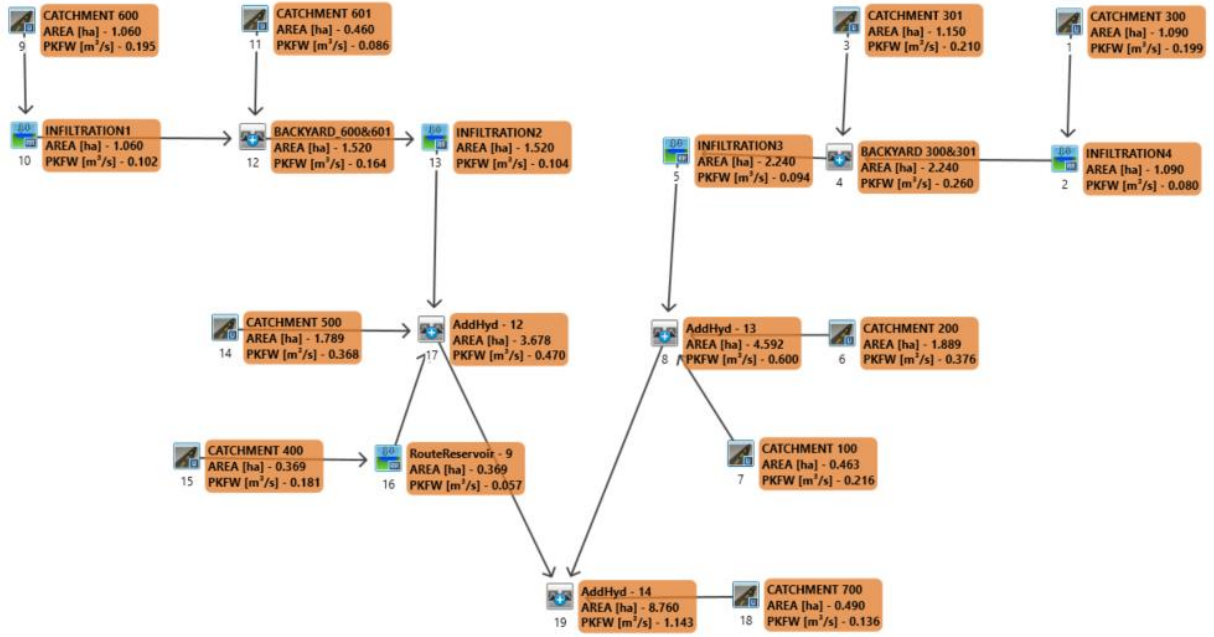 CATCHMENT 600
AREA [ha] - 1.060
PKFW [m³/s] - 0.195
9
CATCHMENT 601
AREA [ha] - 0.460
PKFW [m³/s] - 0.086
11
CATCHMENT 301
AREA [ha] - 1.150
PKFW [m³/s] - 0.210
3
CATCHMENT 300
AREA [ha] - 1.090
PKFW [m³/s] - 0.199
1
INFILTRATION1
AREA [ha] - 1.060
PKFW [m³/s] - 0.102
10
BACKYARD_600&601
AREA [ha] - 1.520
PKFW [m³/s] - 0.164
12
INFILTRATION2
AREA [ha] - 1.520
PKFW [m³/s] - 0.104
13
INFILTRATION3
AREA [ha] - 2.240
PKFW [m³/s] - 0.094
5
BACKYARD 300&301
AREA [ha] - 2.240
PKFW [m³/s] - 0.260
4
INFILTRATION4
AREA [ha] - 1.090
PKFW [m³/s] - 0.080
2
CATCHMENT 500
AREA [ha] - 1.789
PKFW [m³/s] - 0.368
14
AddHyd - 12
AREA [ha] - 3.678
PKFW [m³/s] - 0.470
17
AddHyd - 13
AREA [ha] - 4.592
PKFW [m³/s] - 0.600
8
CATCHMENT 200
AREA [ha] - 1.889
PKFW [m³/s] - 0.376
6
CATCHMENT 400
AREA [ha] - 0.369
PKFW [m³/s] - 0.181
15
RouteReservoir - 9
AREA [ha] - 0.369
PKFW [m³/s] - 0.057
16
CATCHMENT 100
AREA [ha] - 0.463
PKFW [m³/s] - 0.216
7
AddHyd - 14
AREA [ha] - 8.760
PKFW [m³/s] - 1.143
19
CATCHMENT 700
AREA [ha] - 0.490
PKFW [m³/s] - 0.136
18